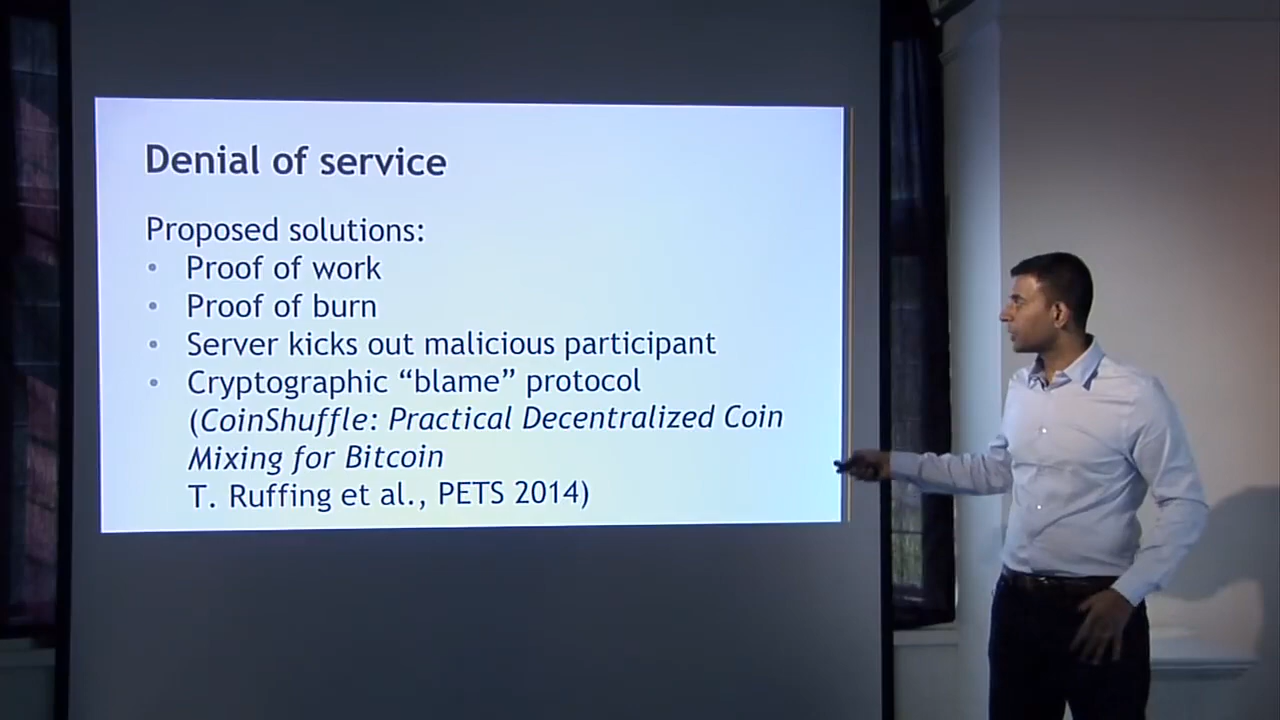 Denial of service
Proposed solutions:
• Proof of work
• Proof of burn
• Server kicks out malicious participant
• Cryptographic “blame” protocol
(CoinShuffle: Practical Decentralized Coin
Mixing for Bitcoin
T. Ruffing et al., PETS 2014)